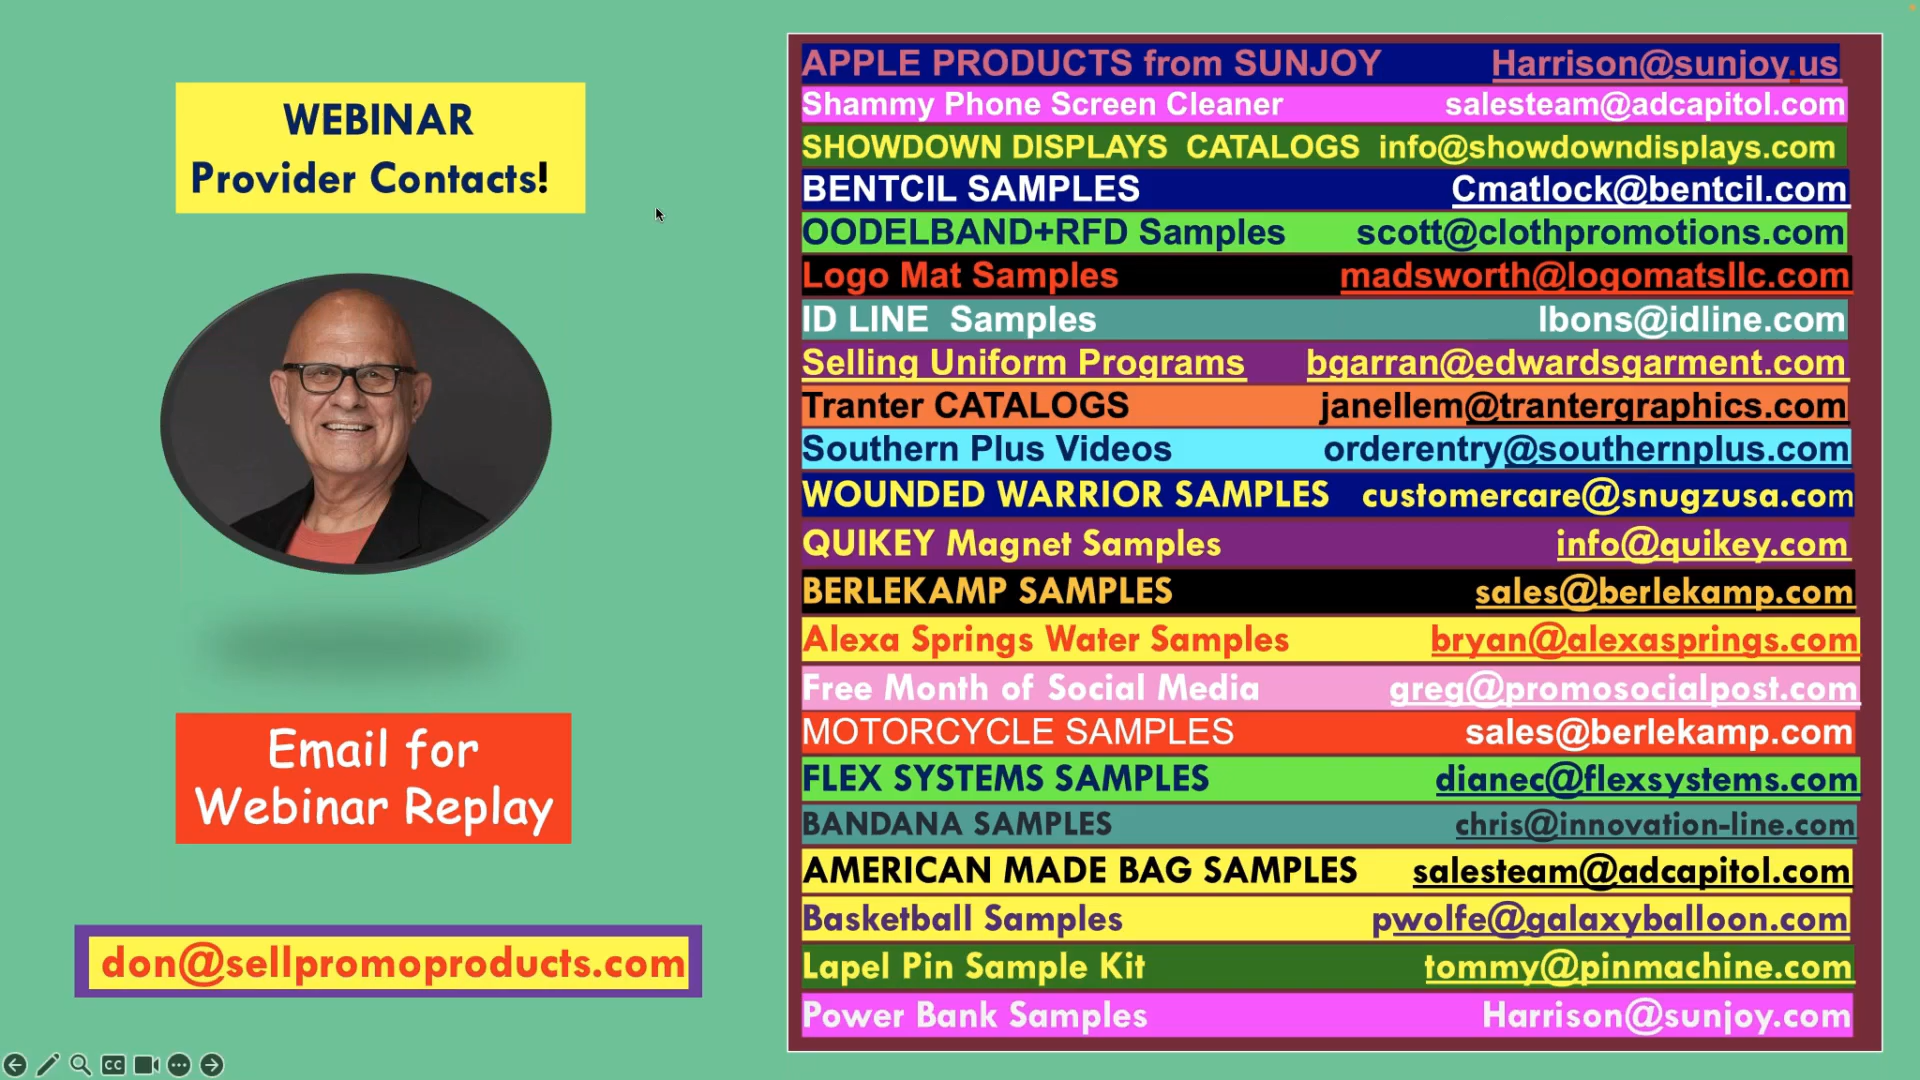 WEBINAR
Provider Contacts!
Email for
Webinar Replay
don@sellpromoproducts.com
APPLE PRODUCTS from SUNJOY Harrison@sunjoy.us
Shammy Phone Screen Cleaner salesteam@adcapitol.com
SHOWDOWN DISPLAYS CATALOGS info@showdowndisplays.com
BENTCIL SAMPLES Cmatlock@bentcil.com
OODELBAND+RFD Samples scott@clothpromotions.com
Logo Mat Samples madsworth@logomatsllc.com
ID LINE Samples lbons@idline.com
Selling Uniform Programs bgarran@edwardsgarment.com
Tranter CATALOGS janellem@trantergraphics.com
Southern Plus Videos orderentry@southernplus.com
WOUNDED WARRIOR SAMPLES customercare@snugzusa.com
QUIKEY Magnet Samples info@quikey.com
BERLEKAMP SAMPLES sales@berlekamp.com
Alexa Springs Water Samples bryan@alexasprings.com
Free Month of Social Media greg@promosocialpost.com
MOTORCYCLE SAMPLES sales@berlekamp.com
FLEX SYSTEMS SAMPLES dianec@flexsystems.com
BANDANA SAMPLES chris@innovation-line.com
AMERICAN MADE BAG SAMPLES salesteam@adcapitol.com
Basketball Samples pwolfe@galaxyballoon.com
Lapel Pin Sample Kit tommy@pinmachine.com
Power Bank Samples Harrison@sunjoy.com
CC